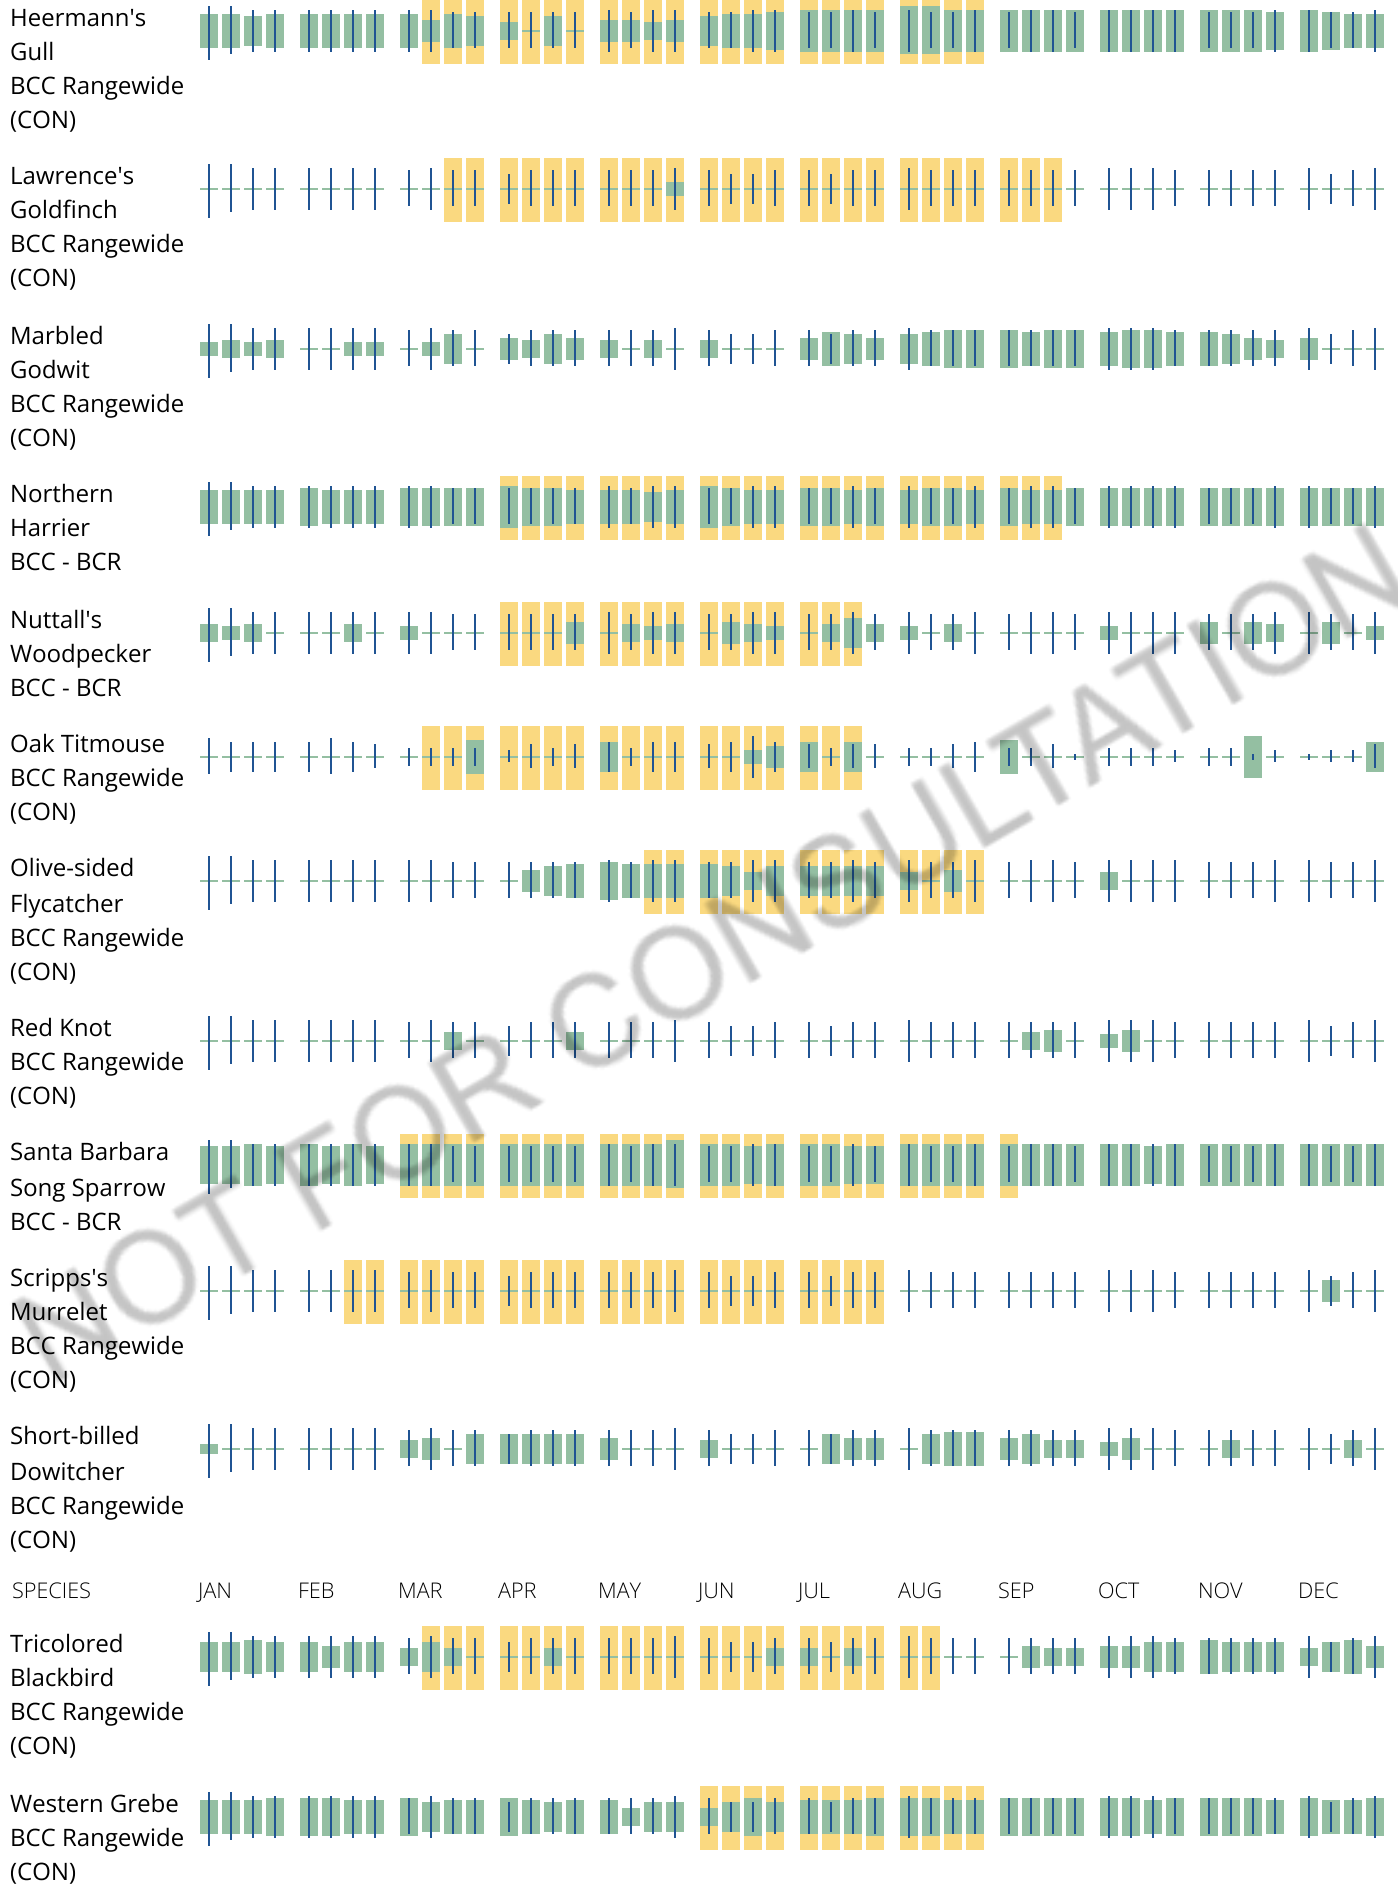 Heermann's
Gull
BCC Rangewide
(CON)
Lawrence's
Goldfinch
BCC Rangewide
(CON)
Marbled
Godwit
BCC Rangewide
(CON)
Northern
Harrier
BCC - BCR
Nuttall's
Woodpecker
BCC - BCR
Oak Titmouse
BCC Rangewide
(CON)
Olive-sided
Flycatcher
BCC Rangewide
(CON)
Red Knot
BCC Rangewide
(CON)
Santa Barbara
Song Sparrow
BCC - BCR
Scripps's
Murrelet
BCC Rangewide
(CON)
Short-billed
Dowitcher
BCC Rangewide
(CON)
SPECIES JAN FEB MAR APR MAY JUN JUL AUG SEP OCT NOV DEC
Tricolored
Blackbird
BCC Rangewide
(CON)
Western Grebe
BCC Rangewide
(CON)
NOT FOR CONSULTATION